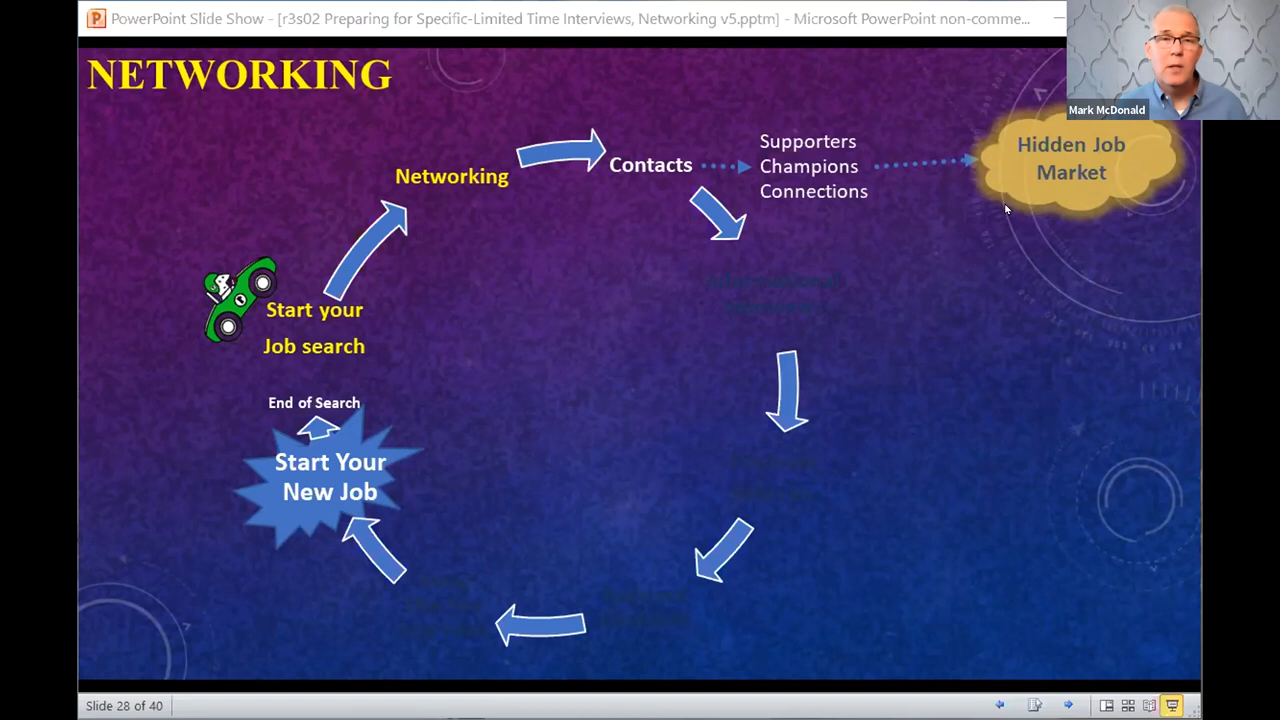 PowerPoint Slide Show - [r3s02 Preparing for Specific-Limited Time Interviews, Networking v5.pptm] - Microsoft PowerPoint non-comme...
Mark McDonald
NETWORKING
Networking
Contacts
Supporters
Champions
Connections
Hidden Job
Market
Start your
Job search
End of Search
Start Your
New Job
Slide 28 of 40